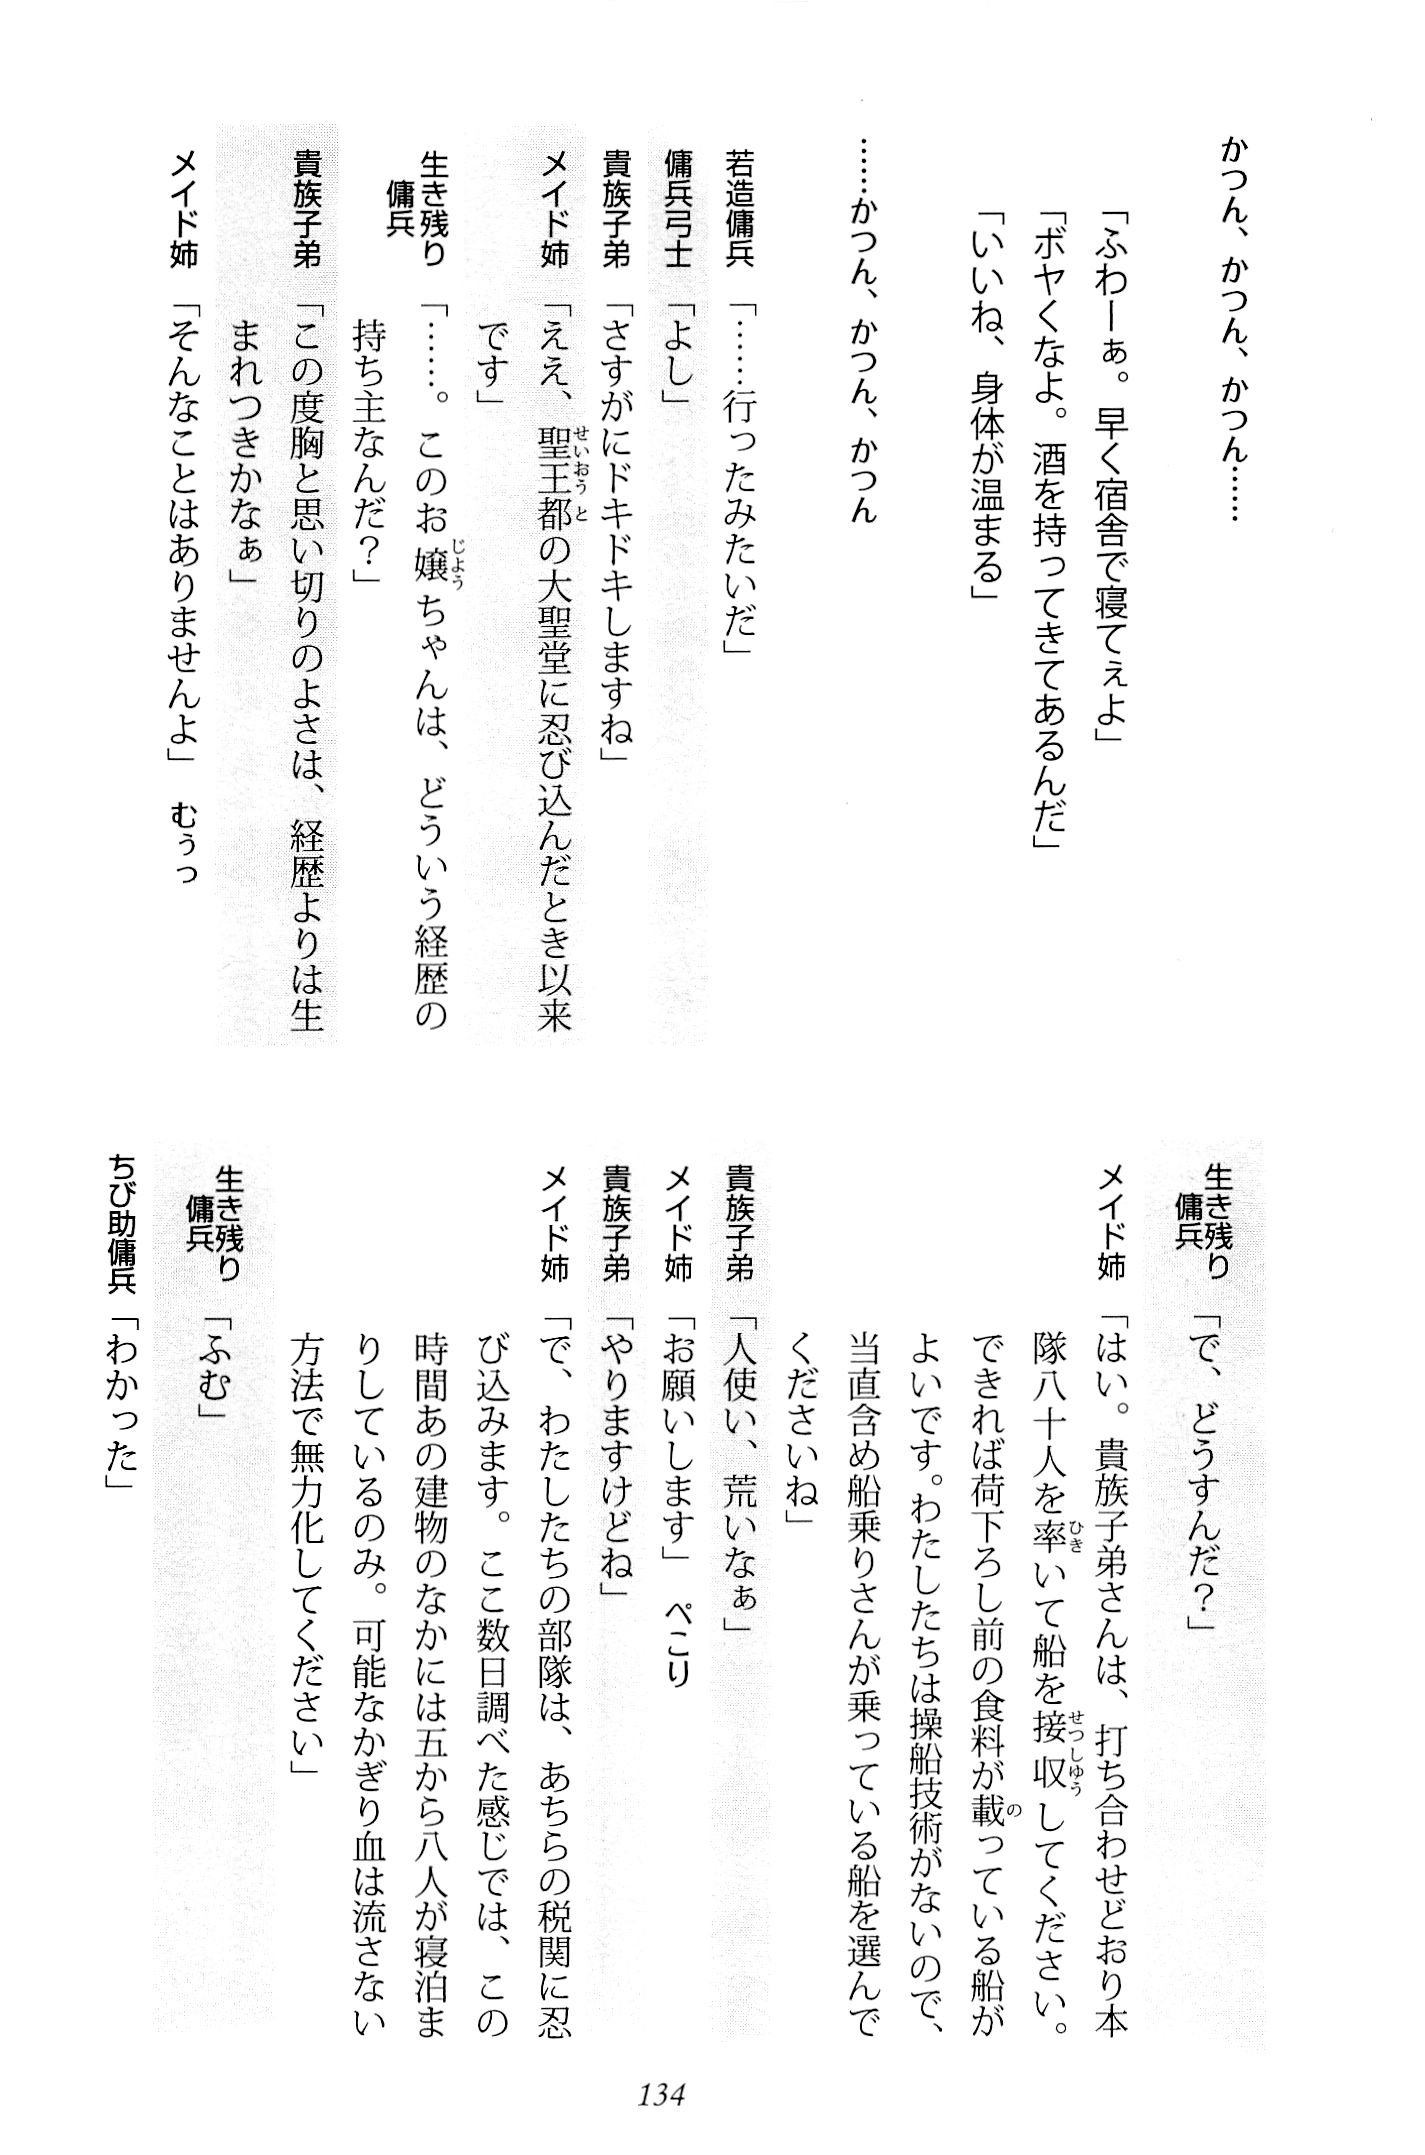 かつん、かつん、かつん……
「ふわーぁ。早く宿舎で寝てぇよ」
「ボヤくなよ。酒を持ってきてあるんだ」
「いいね、身体が温まる」
……かつん、かつん、かつん
若造傭兵「……行ったみたいだ」
傭兵弓士「よし」
貴族子弟「さすがにドキドキしますね」
メイド姉「ええ、聖王都の大聖堂に忍び込んだとき以来
です」
生き残り傭兵「……。このお嬢ちゃんは、どういう経歴の
持ち主なんだ？」
貴族子弟「この度胸と思い切りのよさは、経歴よりは生
まれつきかなぁ」
メイド姉「そんなことはありませんよ」　むぅっ
生き残り傭兵「で、どうすんだ？」
メイド姉「はい。貴族子弟さんは、打ち合わせどおり本
隊八十人を率いて船を接収してください。
できれば荷下ろし前の食料が載っている船が
よいです。わたしたちは操船技術がないので、
当直含め船乗りさんが乗っている船を選んで
くださいね」
貴族子弟「人使い、荒いなぁ」
メイド姉「お願いします」　ぺこり
貴族子弟「やりますけどね」
メイド姉「で、わたしたちの部隊は、あちらの税関に忍
び込みます。ここ数日調べた感じでは、この
時間あの建物のなかには五から八人が寝泊ま
りしているのみ。可能なかぎり血は流さない
方法で無力化してください」
生き残り傭兵「ふむ」
ちび助傭兵「わかった」
134